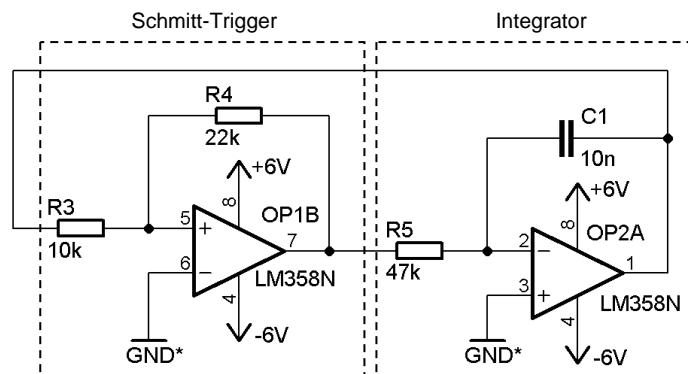 Schmitt-Trigger
Integrator
R4
22k
C1
10n
+6V
+6V
8
OP1B
R3
10k
5
+
7
R5
47k
8
OP2A
6
−
LM358N
2
−
1
4
3
+
LM358N
GND*
-6V
4
GND*
-6V